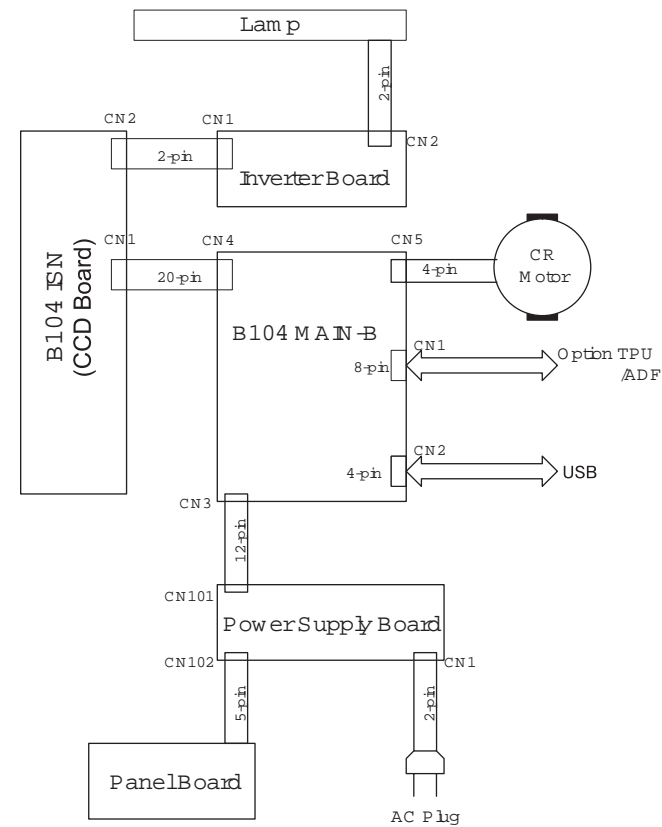 Lamp
2-pin
CN2
CN1
CN2
2-pin
Inverter Board
CN1
CN4
CN5
20-pin
4-pin
CR
Motor
B104 ISN
(CCD Board)
B104 MAIN-B
CN1
8-pin
Option TPU
/ADF
CN2
4-pin
USB
CN3
12-pin
CN101
Power Supply Board
CN102
CN1
5-pin
2-pin
Panel Board
AC Plug